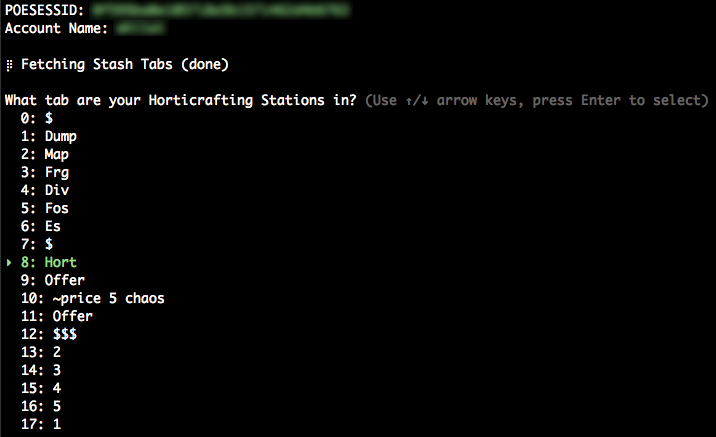 POESESSID:
Account Name:
⣾ Fetching Stash Tabs (done)
What tab are your Horticrafting Stations in? (Use ↑/↓ arrow keys, press Enter to select)
0: $
1: Dump
2: Map
3: Frg
4: Div
5: Fos
6: Es
7: $
‣ 8: Hort
9: Offer
10: ~price 5 chaos
11: Offer
12: $$$
13: 2
14: 3
15: 4
16: 5
17: 1